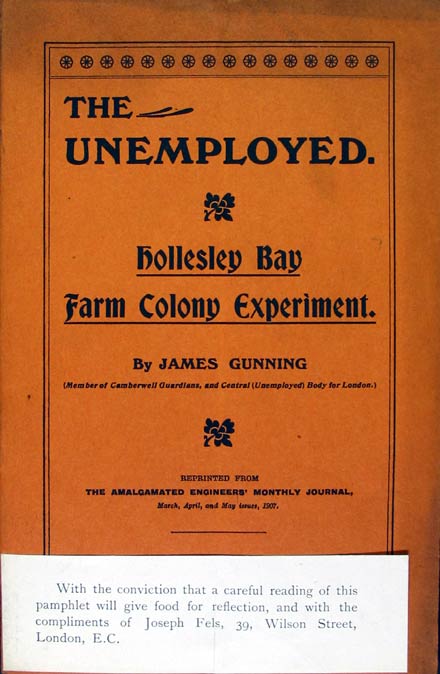 THE
UNEMPLOYED.
Hollesley Bay
Farm Colony Experiment.
By JAMES GUNNING
(Member of Camberwell Guardians, and Central (Unemployed) Body for London.)
REPRINTED FROM
THE AMALGAMATED ENGINEERS' MONTHLY JOURNAL,
March, April, and May issues, 1907.
With the conviction that a careful reading of this
pamphlet will give food for reflection, and with the
compliments of Joseph Fels, 39, Wilson Street,
London, E.C.